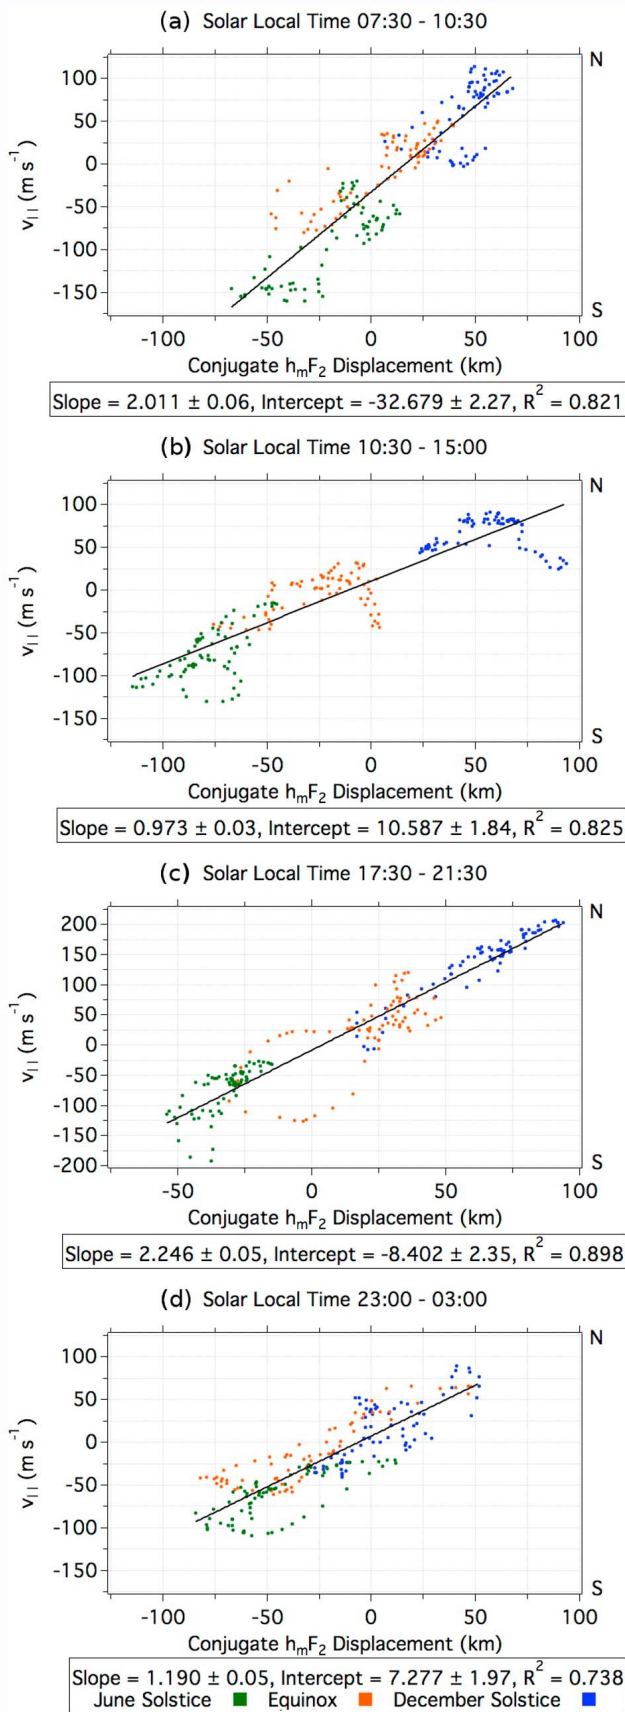 (a) Solar Local Time 07:30 - 10:30
N
100
50
0
-50
-100
-150
v|| (m s-1)
S
-100 -50 0 50 100
Conjugate hmF2 Displacement (km)
Slope = 2.011 ± 0.06, Intercept = -32.679 ± 2.27, R2 = 0.821
(b) Solar Local Time 10:30 - 15:00
N
100
50
0
-50
-100
-150
v|| (m s-1)
S
-100 -50 0 50 100
Conjugate hmF2 Displacement (km)
Slope = 0.973 ± 0.03, Intercept = 10.587 ± 1.84, R2 = 0.825
(c) Solar Local Time 17:30 - 21:30
N
200
150
100
50
0
-50
-100
-150
-200
v|| (m s-1)
S
-50 0 50 100
Conjugate hmF2 Displacement (km)
Slope = 2.246 ± 0.05, Intercept = -8.402 ± 2.35, R2 = 0.898
(d) Solar Local Time 23:00 - 03:00
N
100
50
0
-50
-100
-150
v|| (m s-1)
S
-100 -50 0 50 100
Conjugate hmF2 Displacement (km)
Slope = 1.190 ± 0.05, Intercept = 7.277 ± 1.97, R2 = 0.738
June Solstice Equinox December Solstice